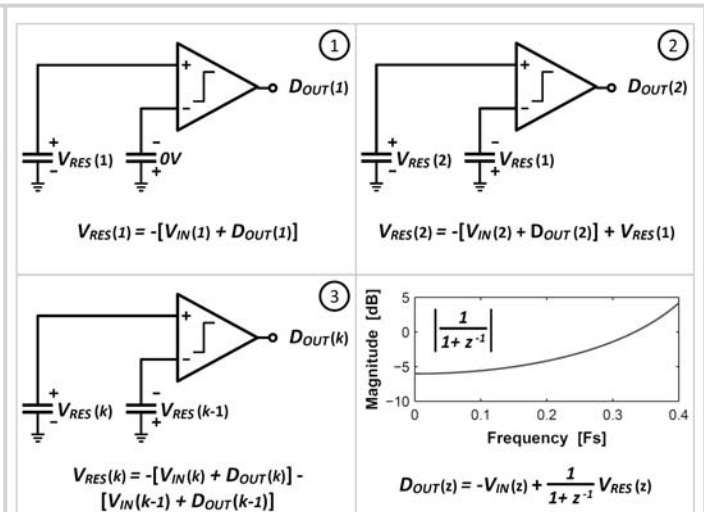 1
+
−
D_OUT(1)
+
V_RES(1)
−
−
0V
+
V_RES(1) = -[V_IN(1) + D_OUT(1)]
2
+
−
D_OUT(2)
+
V_RES(2)
−
−
V_RES(1)
+
V_RES(2) = -[V_IN(2) + D_OUT(2)] + V_RES(1)
3
+
−
D_OUT(k)
+
V_RES(k)
−
−
V_RES(k-1)
+
V_RES(k) = -[V_IN(k) + D_OUT(k)] -
[V_IN(k-1) + D_OUT(k-1)]
Magnitude [dB]
5
0
−5
−10
|1 / 1+ z⁻¹|
0 0.1 0.2 0.3 0.4
Frequency [Fs]
D_OUT(z) = -V_IN(z) + 1 / 1+ z⁻¹ V_RES(z)